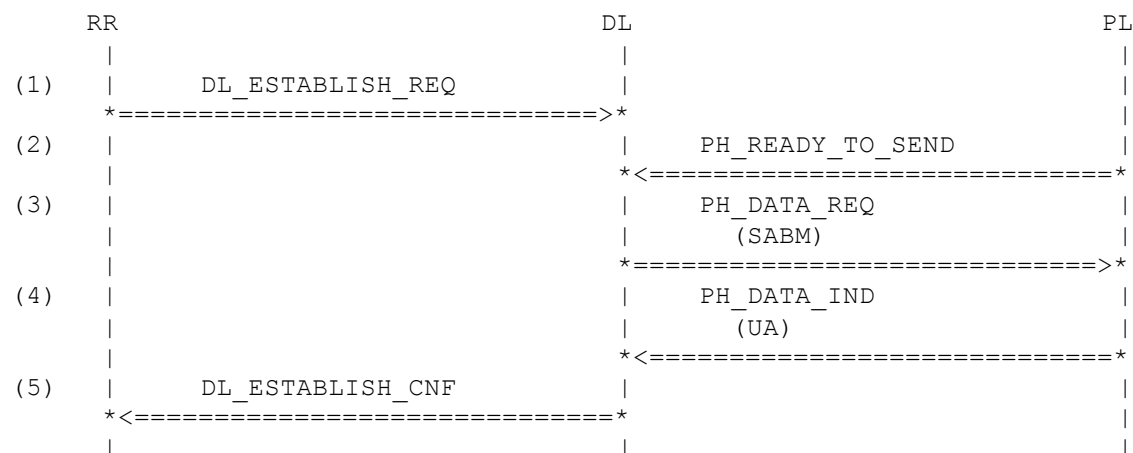 RR DL PL
(1) DL_ESTABLISH_REQ
*==============================>*
(2) PH_READY_TO_SEND
*<=============================*
(3) PH_DATA_REQ
(SABM)
*=============================>*
(4) PH_DATA_IND
(UA)
*<=============================*
(5) DL_ESTABLISH_CNF
*<==============================*